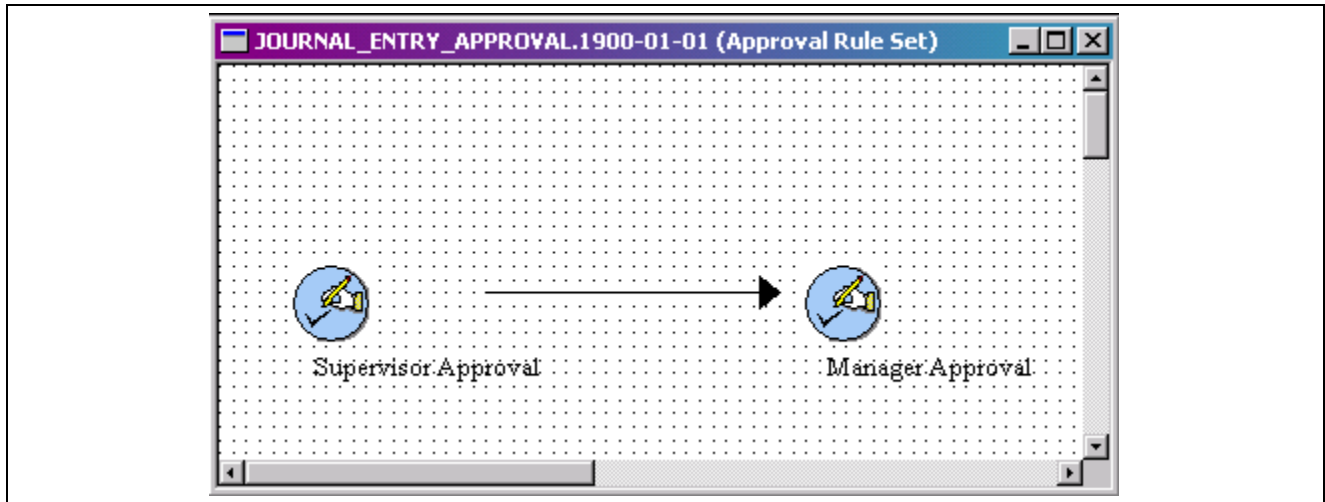 JOURNAL_ENTRY_APPROVAL.1900-01-01 (Approval Rule Set)
Supervisor Approval
Manager Approval